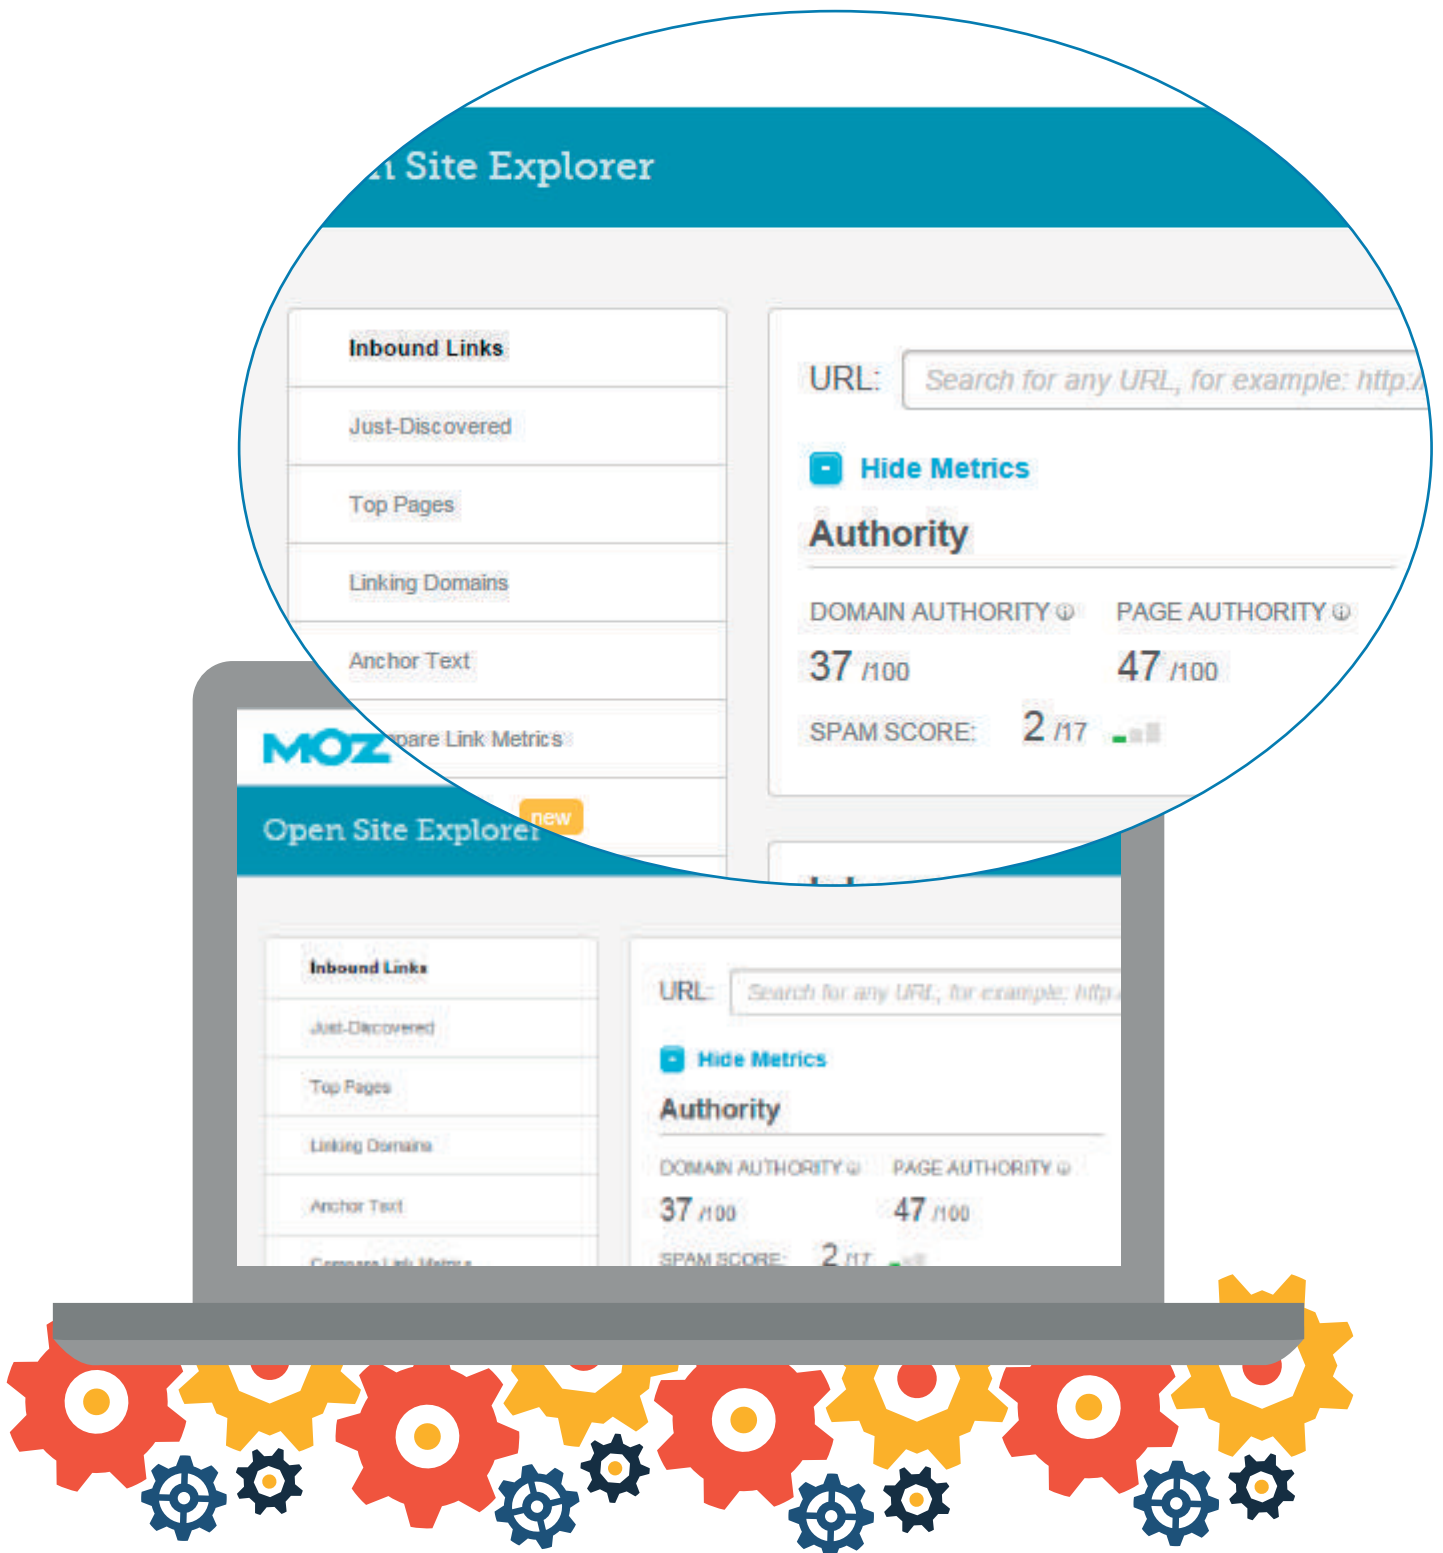 n Site Explorer
Inbound Links
Just-Discovered
Top Pages
Linking Domains
Anchor Text
pare Link Metrics
new
URL: Search for any URL, for example: http:/
- Hide Metrics
Authority
DOMAIN AUTHORITY PAGE AUTHORITY
37 /100 47 /100
SPAM SCORE: 2 /17
MOZ
Open Site Explorer
Inbound Links
Just-Discovered
Top Pages
Linking Domains
Anchor Text
Compare Link Metrics
URL: Search for any URL, for example: http:
- Hide Metrics
Authority
DOMAIN AUTHORITY PAGE AUTHORITY
37 /100 47 /100
SPAM SCORE: 2 /17